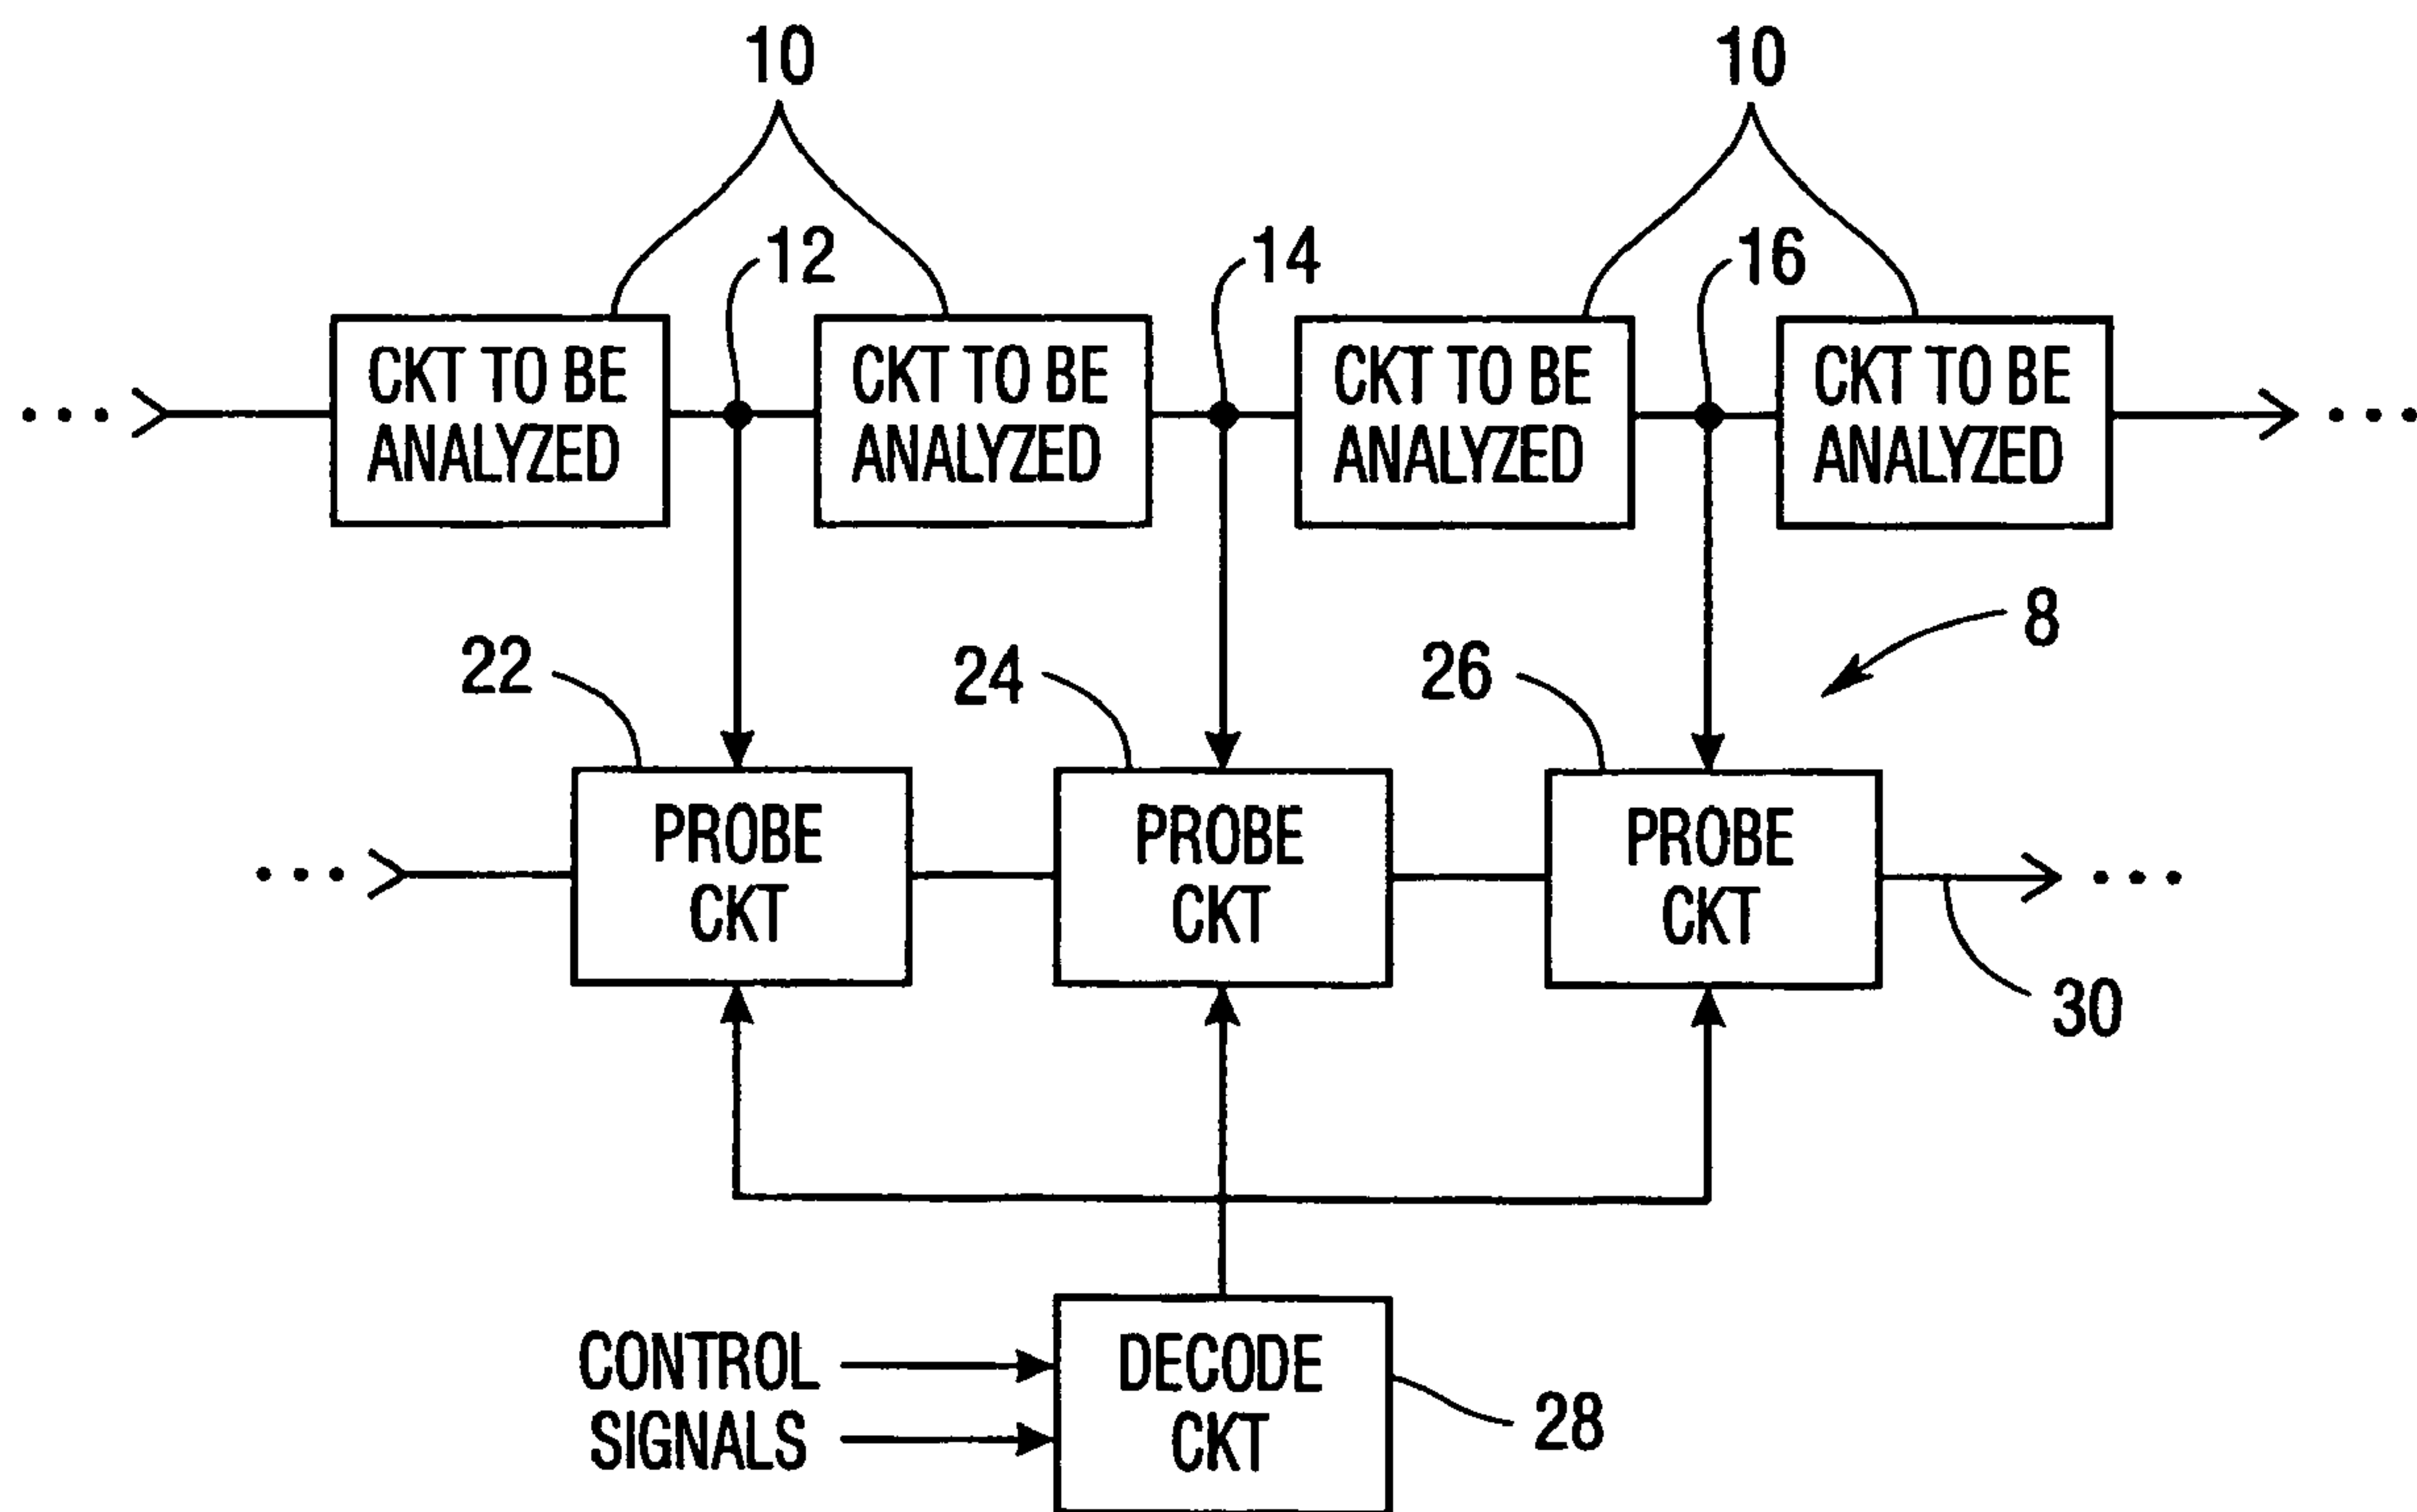 10
10
12
14
16
CKT TO BE
ANALYZED
CKT TO BE
ANALYZED
CKT TO BE
ANALYZED
CKT TO BE
ANALYZED
8
22
24
26
PROBE
CKT
PROBE
CKT
PROBE
CKT
30
CONTROL
SIGNALS
DECODE
CKT
28